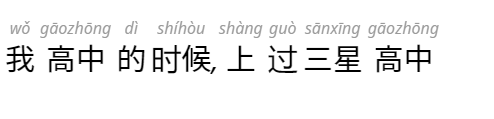 wǒ gāozhōng dì shíhòu shàng guò sānxīng gāozhōng
我 高中 的 时候, 上 过 三星 高中